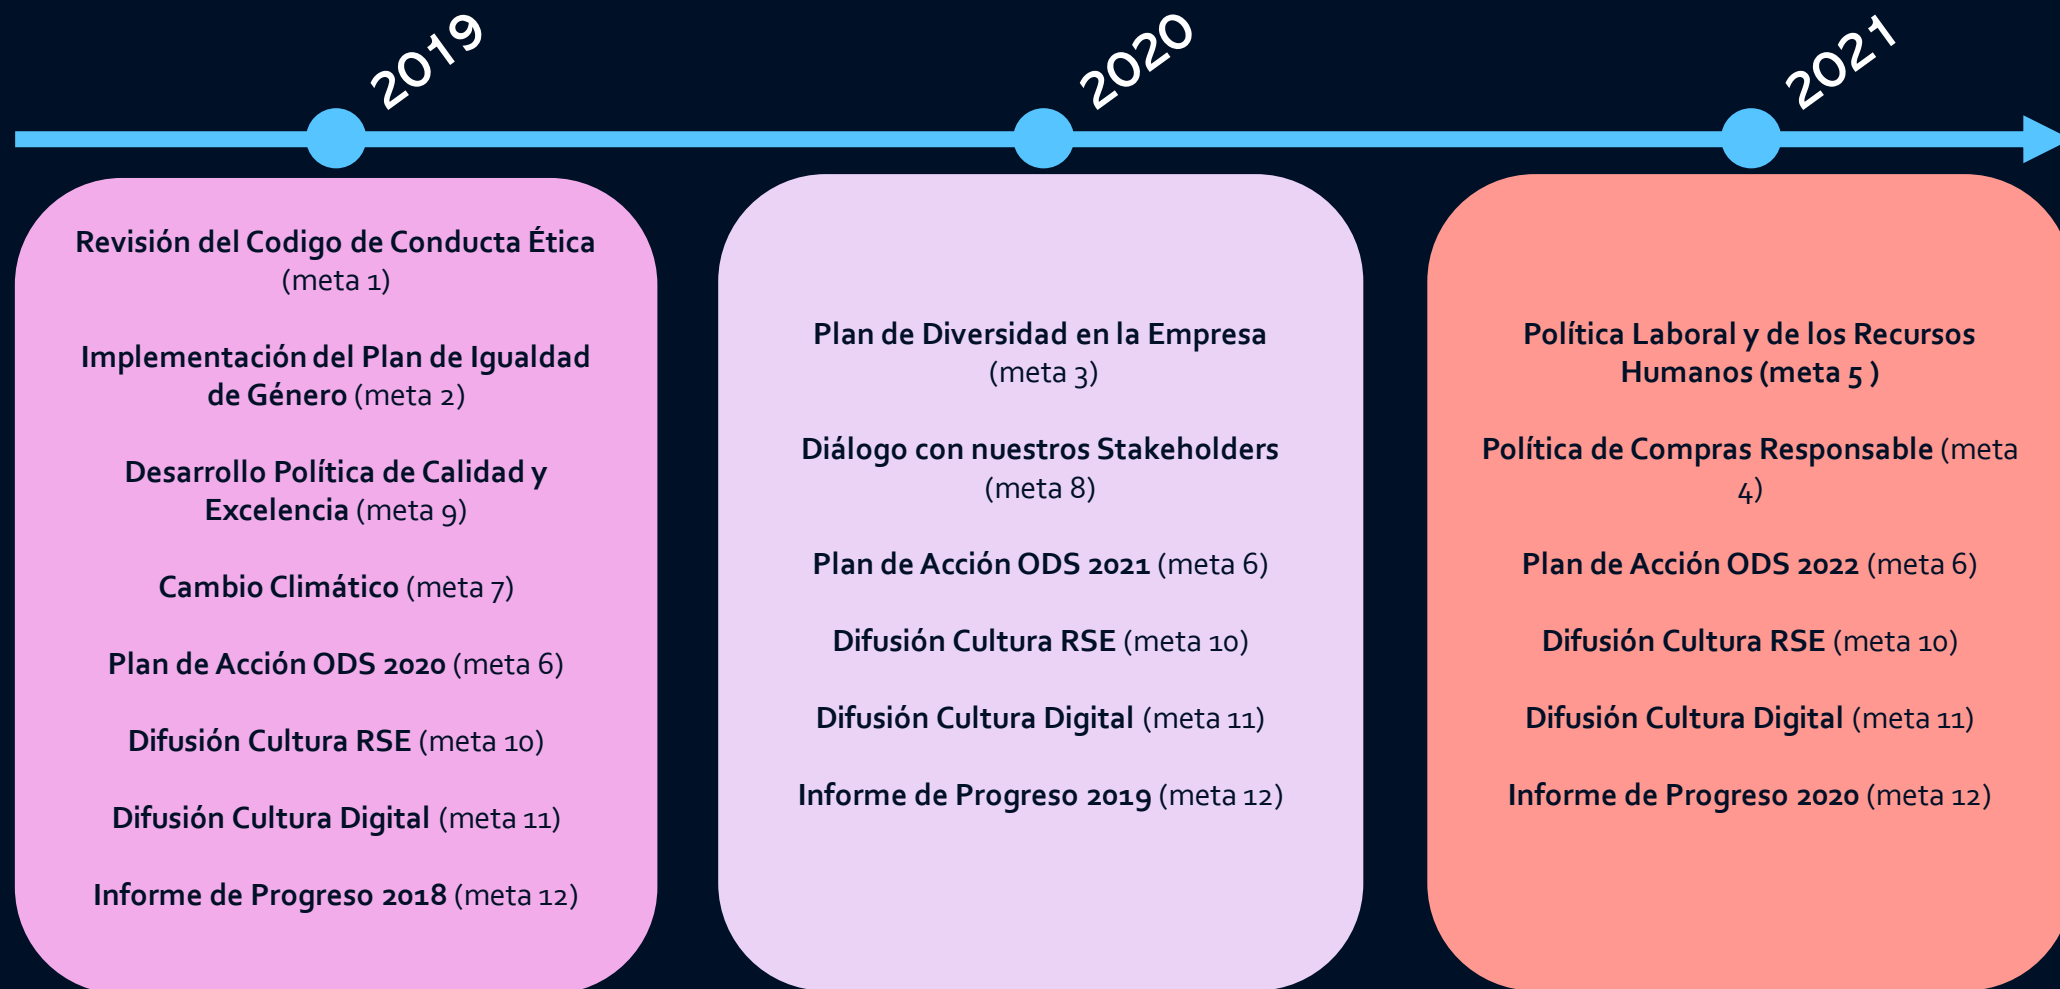 2019
2020
2021
Revisión del Codigo de Conducta Ética
(meta 1)
Implementación del Plan de Igualdad
de Género (meta 2)
Desarrollo Política de Calidad y
Excelencia (meta 9)
Cambio Climático (meta 7)
Plan de Acción ODS 2020 (meta 6)
Difusión Cultura RSE (meta 10)
Difusión Cultura Digital (meta 11)
Informe de Progreso 2018 (meta 12)
Plan de Diversidad en la Empresa
(meta 3)
Diálogo con nuestros Stakeholders
(meta 8)
Plan de Acción ODS 2021 (meta 6)
Difusión Cultura RSE (meta 10)
Difusión Cultura Digital (meta 11)
Informe de Progreso 2019 (meta 12)
Política Laboral y de los Recursos
Humanos (meta 5 )
Política de Compras Responsable (meta
4)
Plan de Acción ODS 2022 (meta 6)
Difusión Cultura RSE (meta 10)
Difusión Cultura Digital (meta 11)
Informe de Progreso 2020 (meta 12)